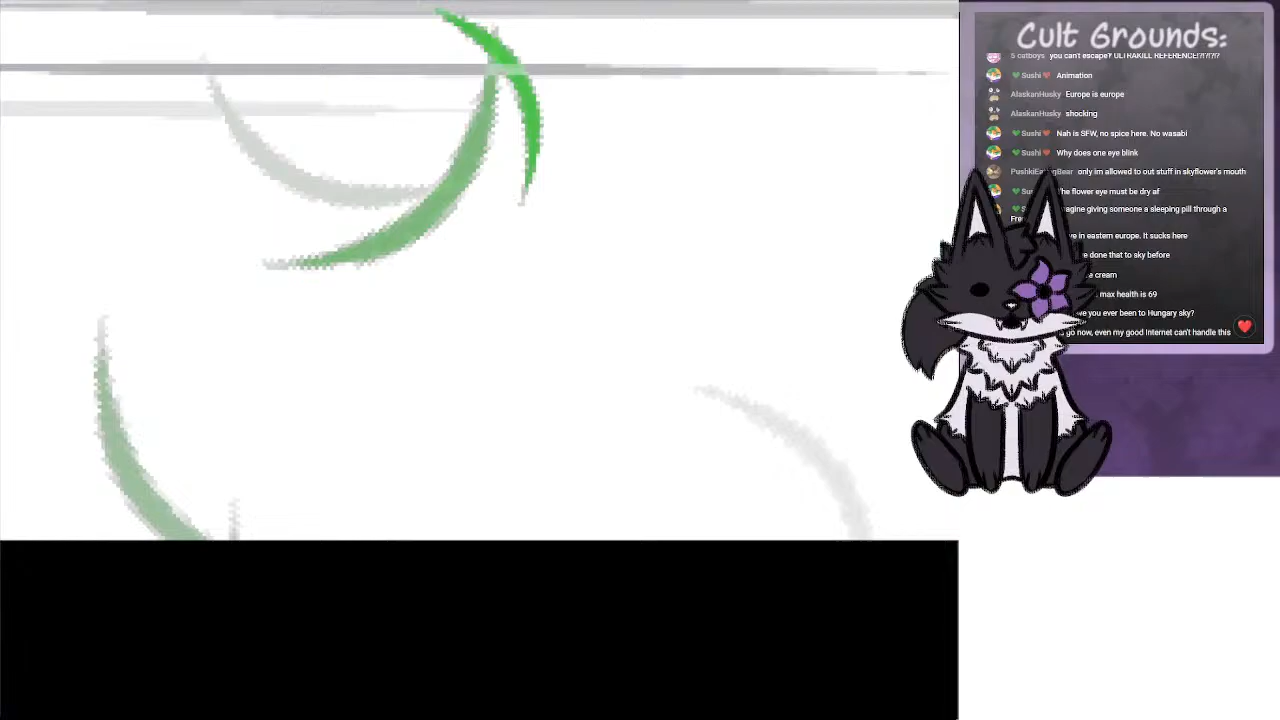 Cult Grounds:
5 catboys you can't escape? ULTRAKILL REFERENCE!?!?!?!?
💚Sushi❤️ Animation
AlaskanHusky Europe is europe
AlaskanHusky shocking
💚Sushi❤️ Nah is SFW, no spice here. No wasabi
💚Sushi❤️ Why does one eye blink
only im allowed to out stuff in skyflower's mouth
flower eye must be dry af
giving someone a sleeping pill through a
in eastern europe. It sucks here
done that to sky before
cream
max health is 69
you ever been to Hungary sky?
go now, even my good Internet can't handle this